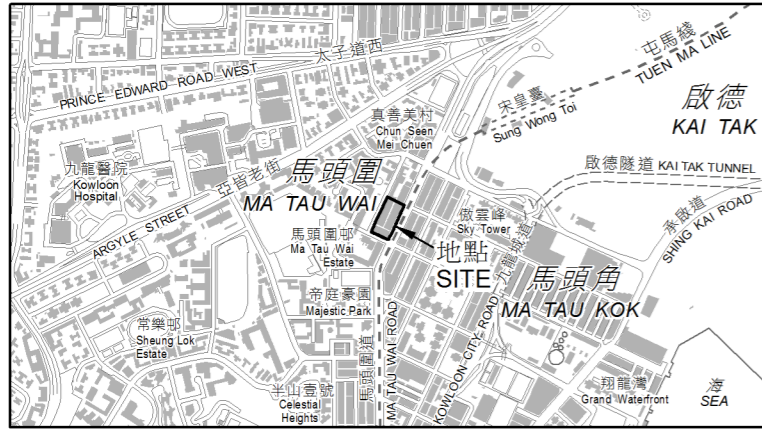 太子道西
PRINCE EDWARD ROAD WEST
屯馬綫
TUEN MA LINE
宋皇臺
Sung Wong Toi
啟德
KAI TAK
真善美村
Chun Seen
Mei Chuen
九龍醫院
Kowloon
Hospital
亞皆老街
ARGYLE STREET
馬頭圍
MA TAU WAI
啟德隧道 KAI TAK TUNNEL
承啟道
SHING KAI ROAD
傲雲峰
Sky Tower
馬頭圍邨
Ma Tau Wai
Estate
地點
SITE
九龍城道
KOWLOON CITY ROAD
馬頭角
MA TAU KOK
帝庭豪園
Majestic Park
常樂邨
Sheung Lok
Estate
馬頭圍道
MA TAU WAI ROAD
半山壹號
Celestial
Heights
翔龍灣
Grand Waterfront
海
SEA